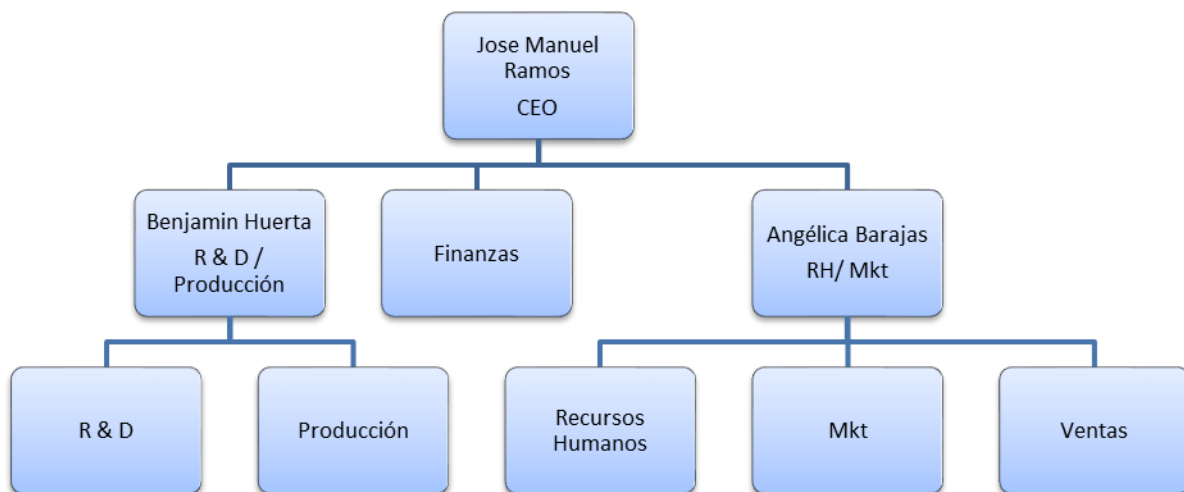 Jose Manuel
Ramos
CEO
Benjamin Huerta
R & D /
Producción
Finanzas
Angélica Barajas
RH/ Mkt
R & D
Producción
Recursos
Humanos
Mkt
Ventas